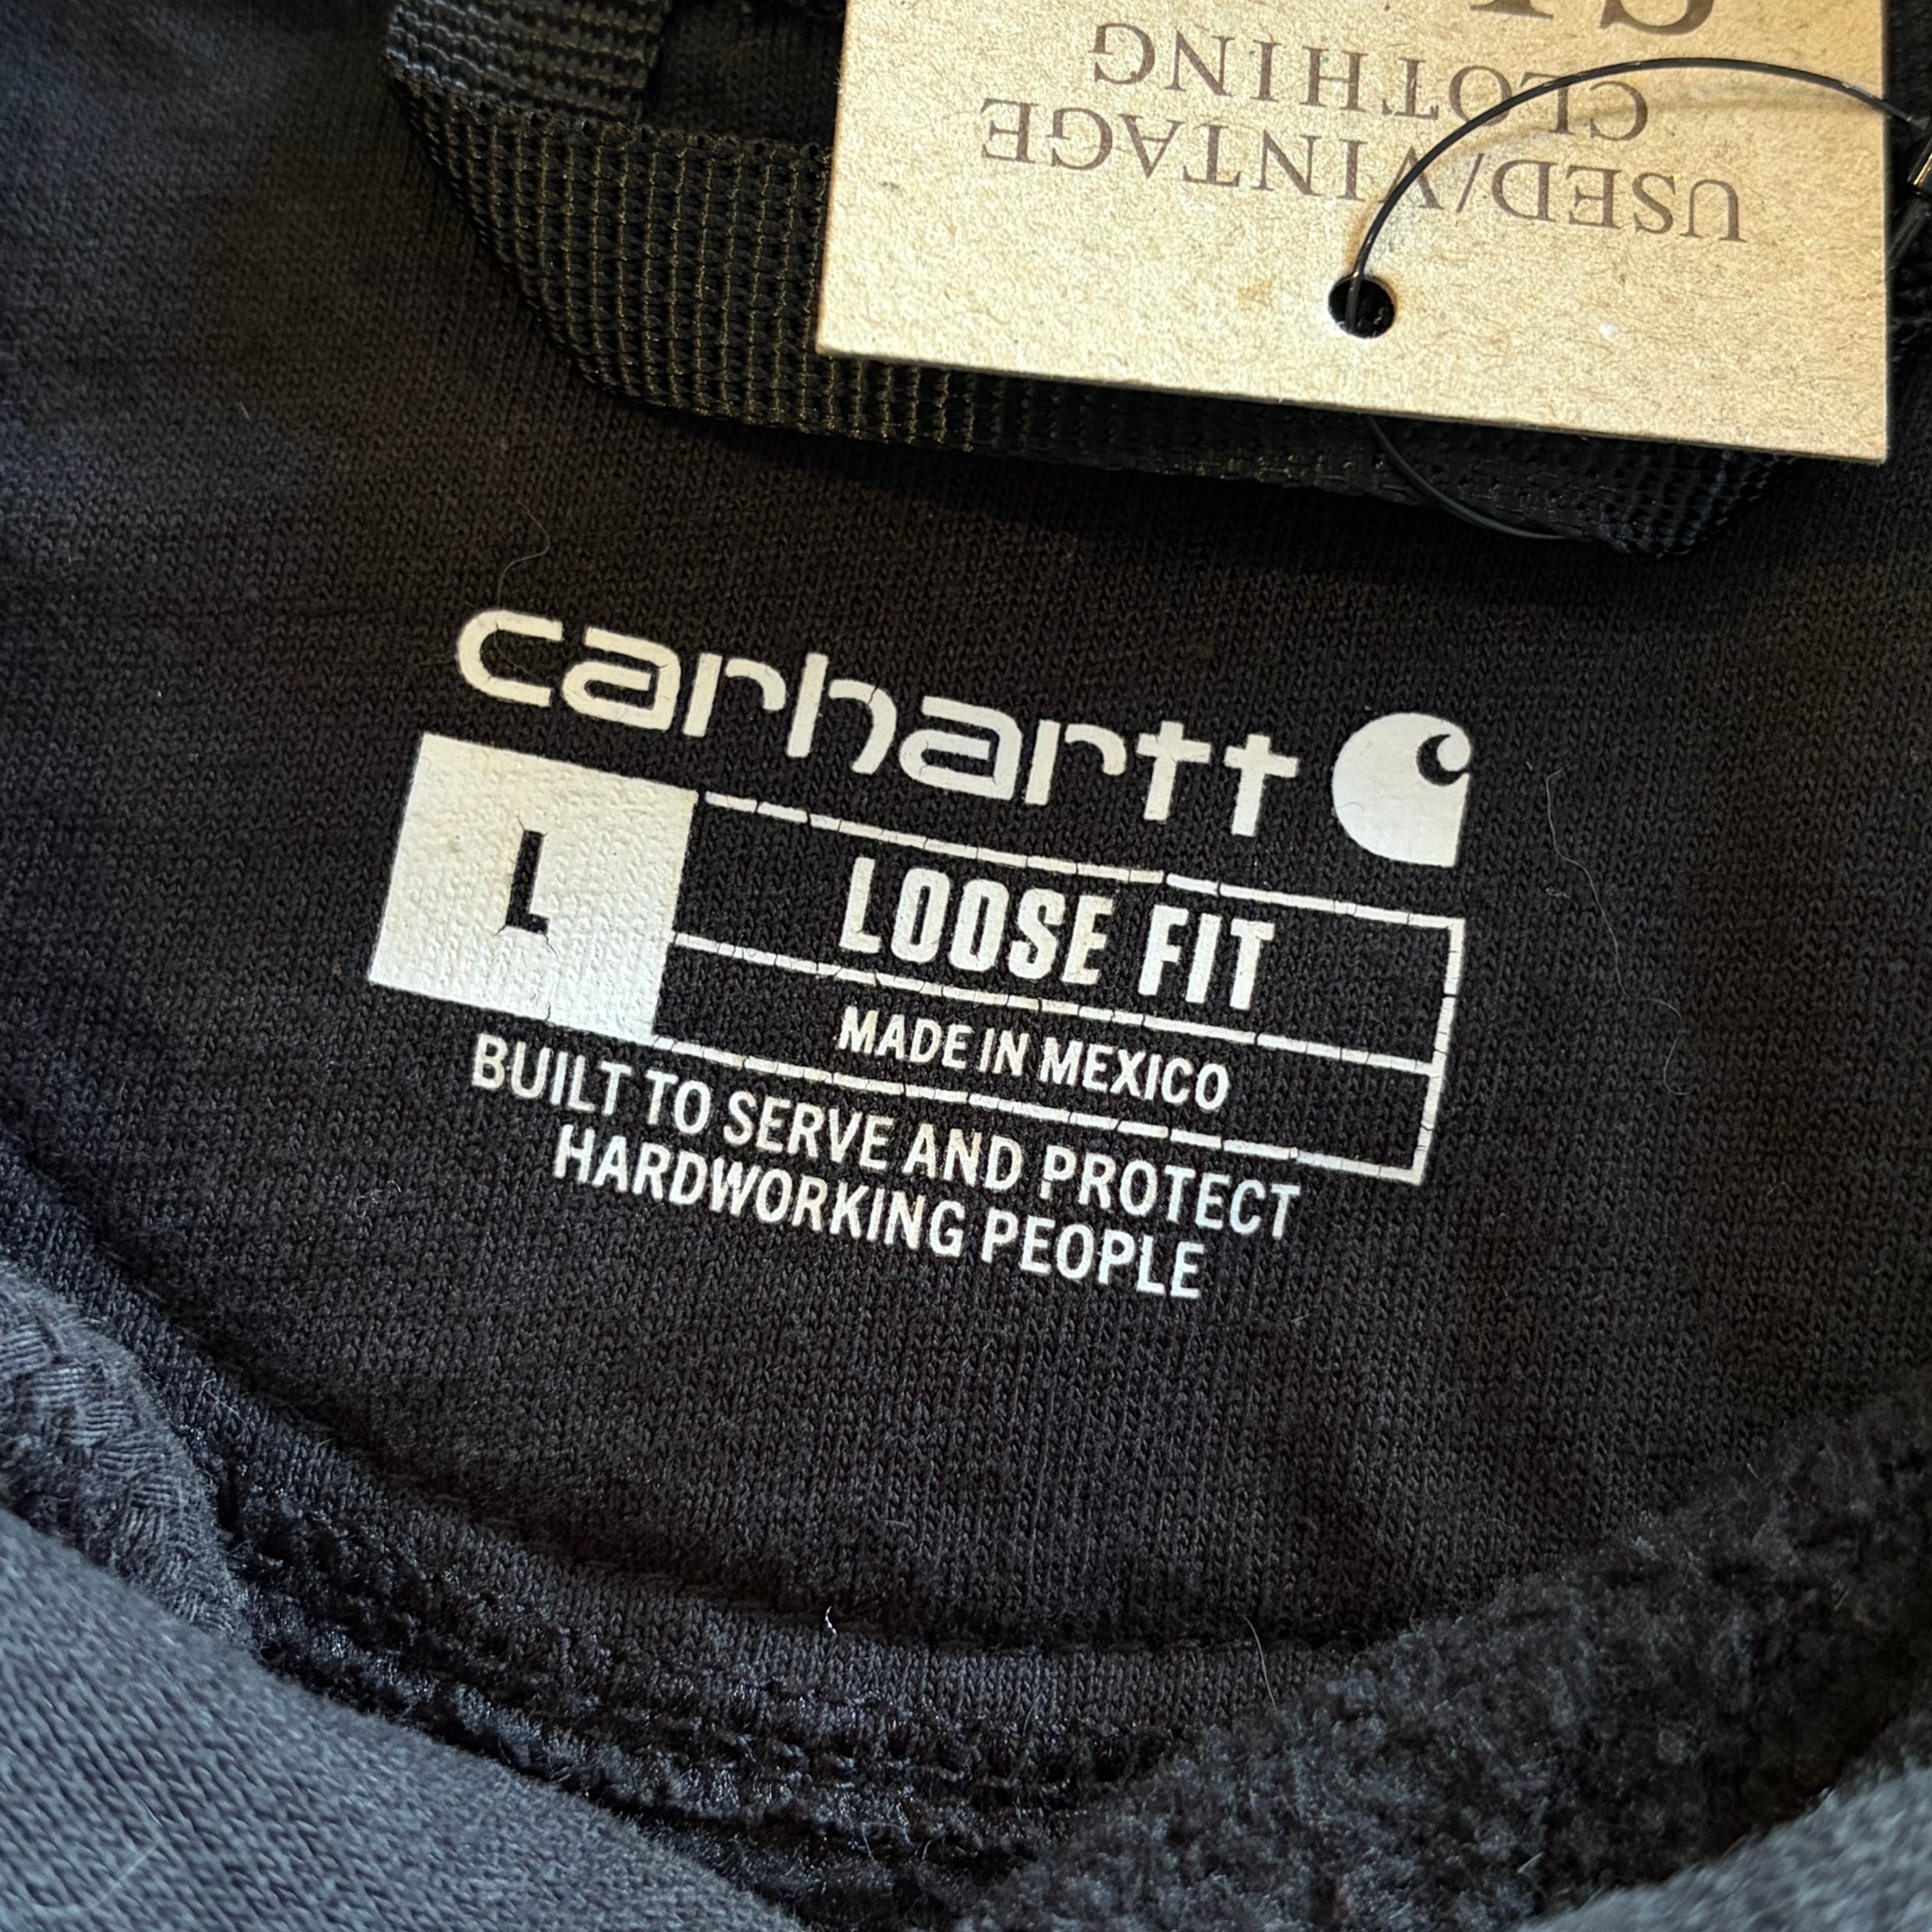 USED/VINTAGE
CLOTHING
carhartt
L
LOOSE FIT
MADE IN MEXICO
BUILT TO SERVE AND PROTECT
HARDWORKING PEOPLE